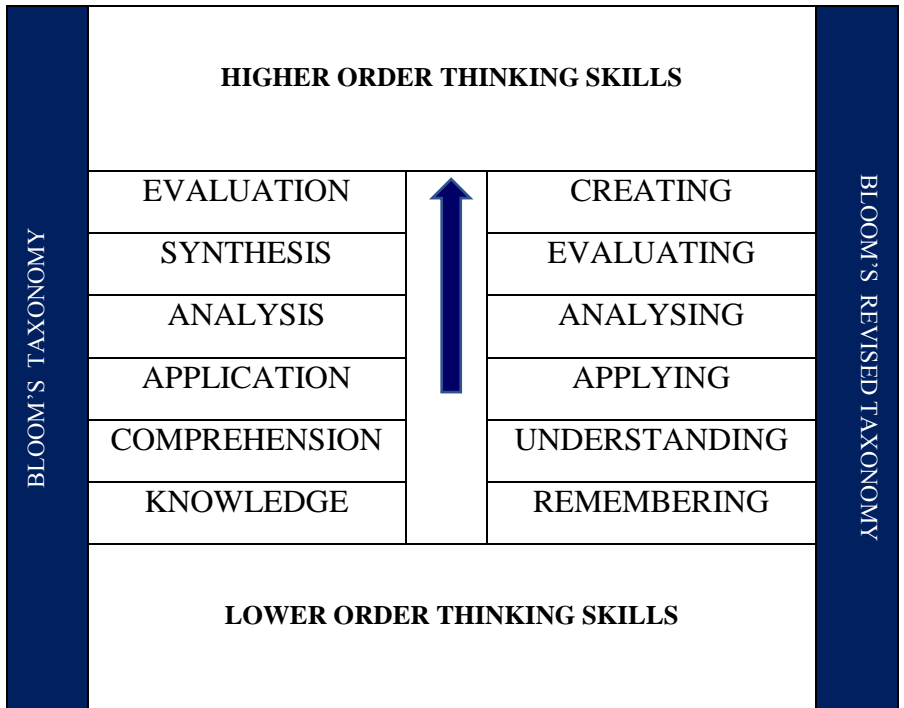 HIGHER ORDER THINKING SKILLS
BLOOM’S TAXONOMY
EVALUATION
CREATING
SYNTHESIS
EVALUATING
ANALYSIS
ANALYSING
APPLICATION
APPLYING
COMPREHENSION
UNDERSTANDING
KNOWLEDGE
REMEMBERING
BLOOM’S REVISED TAXONOMY
LOWER ORDER THINKING SKILLS